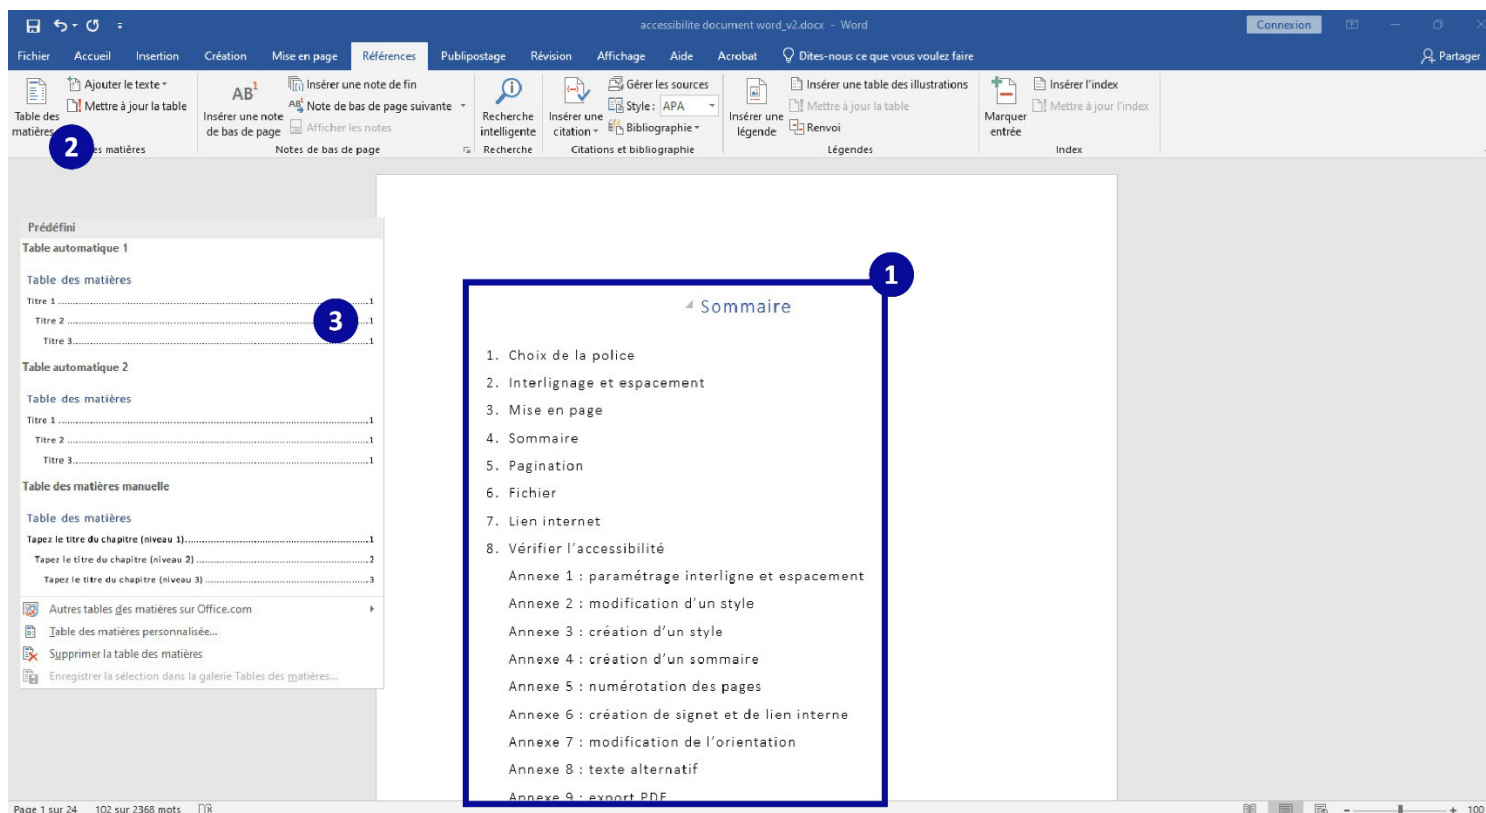 accessibilite document word_v2.docx - Word
Connexion
Fichier Accueil Insertion Création Mise en page Références Publipostage Révision Affichage Aide Acrobat Dites-nous ce que vous voulez faire Partager
Table des matières
Ajouter le texte
Mettre à jour la table
es matières
AB1
Insérer une note de bas de page
Insérer une note de fin
AB1 Note de bas de page suivante
Afficher les notes
Notes de bas de page
Recherche intelligente
Recherche
Insérer une citation
Gérer les sources
Style : APA
Bibliographie
Citations et bibliographie
Insérer une légende
Insérer une table des illustrations
Mettre à jour la table
Renvoi
Légendes
Marquer entrée
Insérer l'index
Mettre à jour l'index
Index
2
Prédéfini
Table automatique 1
Table des matières
Titre 1 ... 1
Titre 2 ... 1
Titre 3 ... 1
3
Table automatique 2
Table des matières
Titre 1 ... 1
Titre 2 ... 1
Titre 3 ... 1
Table des matières manuelle
Table des matières
Tapez le titre du chapitre (niveau 1) ... 1
Tapez le titre du chapitre (niveau 2) ... 2
Tapez le titre du chapitre (niveau 3) ... 3
Autres tables des matières sur Office.com
Table des matières personnalisée...
Supprimer la table des matières
Enregistrer la sélection dans la galerie Tables des matières...
1
Sommaire
1. Choix de la police
2. Interlignage et espacement
3. Mise en page
4. Sommaire
5. Pagination
6. Fichier
7. Lien internet
8. Vérifier l'accessibilité
Annexe 1 : paramétrage interligne et espacement
Annexe 2 : modification d'un style
Annexe 3 : création d'un style
Annexe 4 : création d'un sommaire
Annexe 5 : numérotation des pages
Annexe 6 : création de signet et de lien interne
Annexe 7 : modification de l'orientation
Annexe 8 : texte alternatif
Annexe 9 : export PDF
Page 1 sur 24 102 sur 2368 mots
100